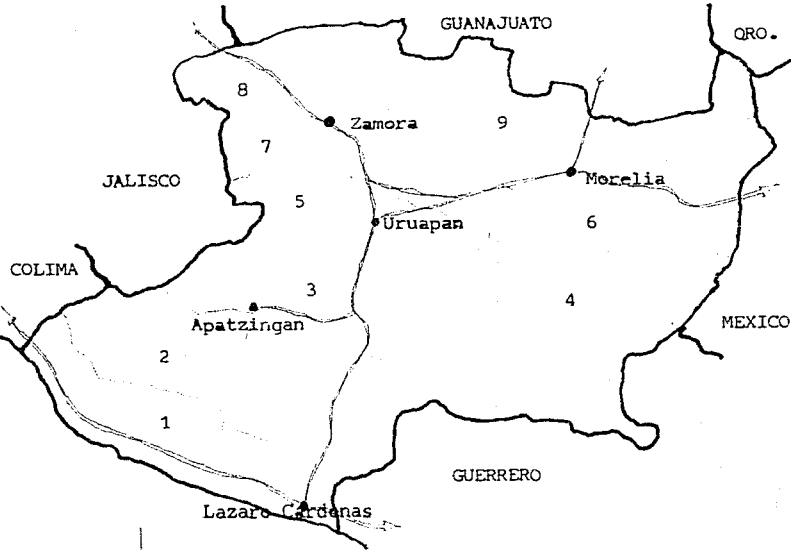 GUANAJUATO
QRO.
8
Zamora
9
7
JALISCO
Morelia
5
Uruapan
6
COLIMA
3
4
Apatzingan
MEXICO
2
1
GUERRERO
Lazaro Cardenas